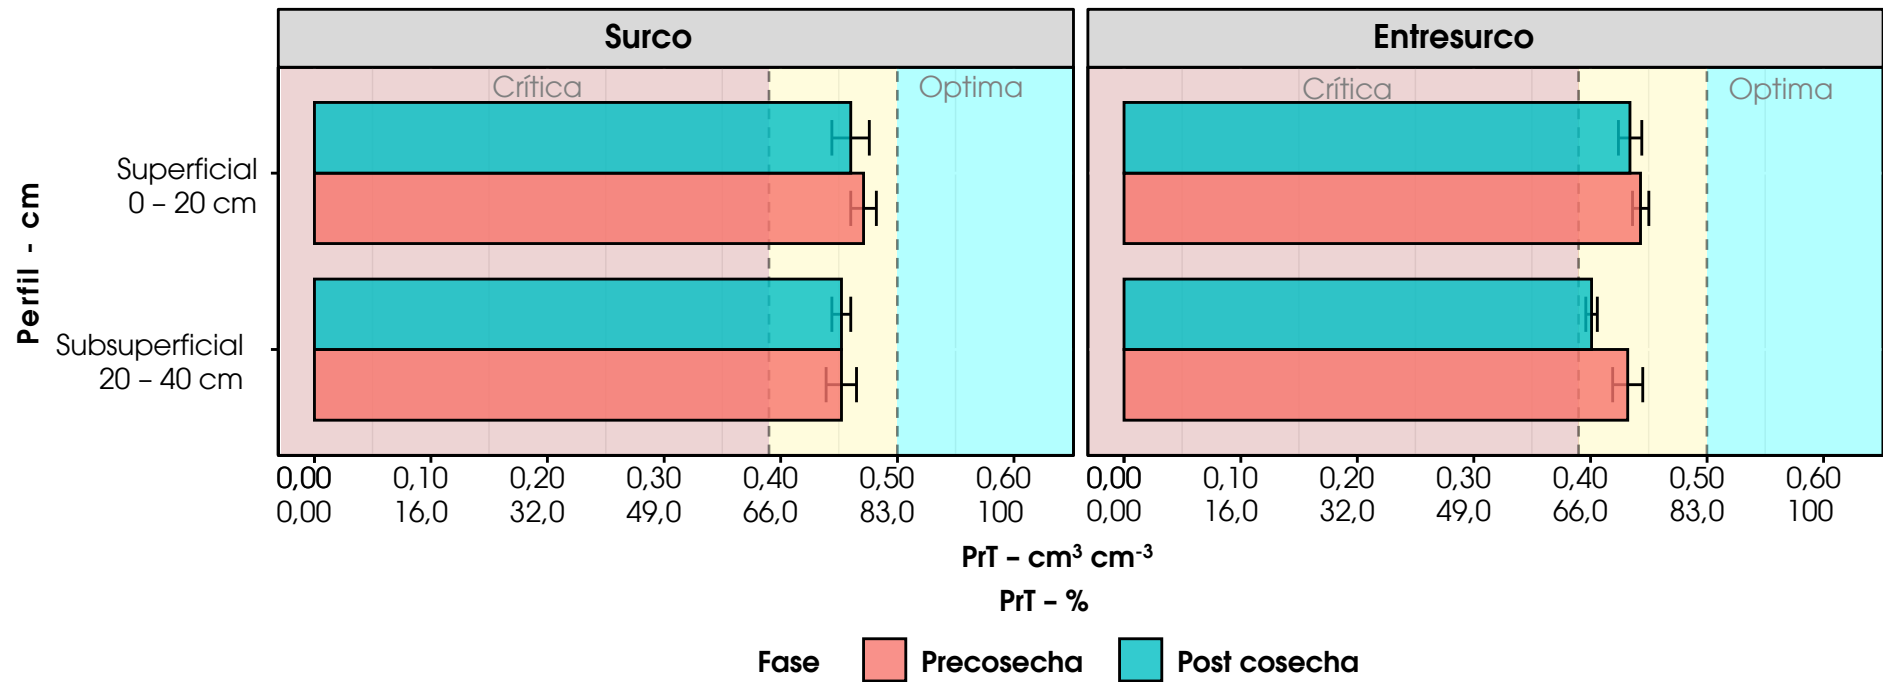 Surco
Entresurco
Crítica
Optima
Crítica
Optima
Perfil - cm
Superficial
0 – 20 cm
Subsuperficial
20 – 40 cm
0,00 0,10 0,20 0,30 0,40 0,50 0,60
0,00 16,0 32,0 49,0 66,0 83,0 100
0,00 0,10 0,20 0,30 0,40 0,50 0,60
0,00 16,0 32,0 49,0 66,0 83,0 100
PrT – cm³ cm⁻³
PrT – %
Fase Precosecha Post cosecha